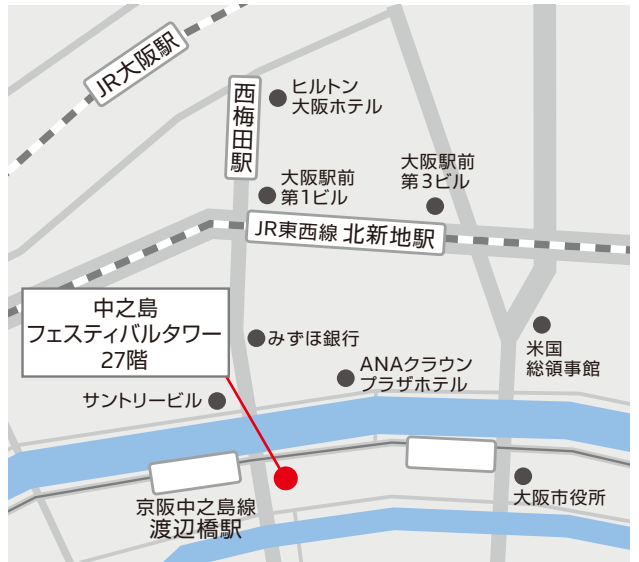 JR大阪駅
西梅田駅
ヒルトン
大阪ホテル
大阪駅前
第1ビル
大阪駅前
第3ビル
JR東西線 北新地駅
中之島
フェスティバルタワー
27階
みずほ銀行
ANAクラウン
プラザホテル
米国
総領事館
サントリービル
京阪中之島線
渡辺橋駅
大阪市役所